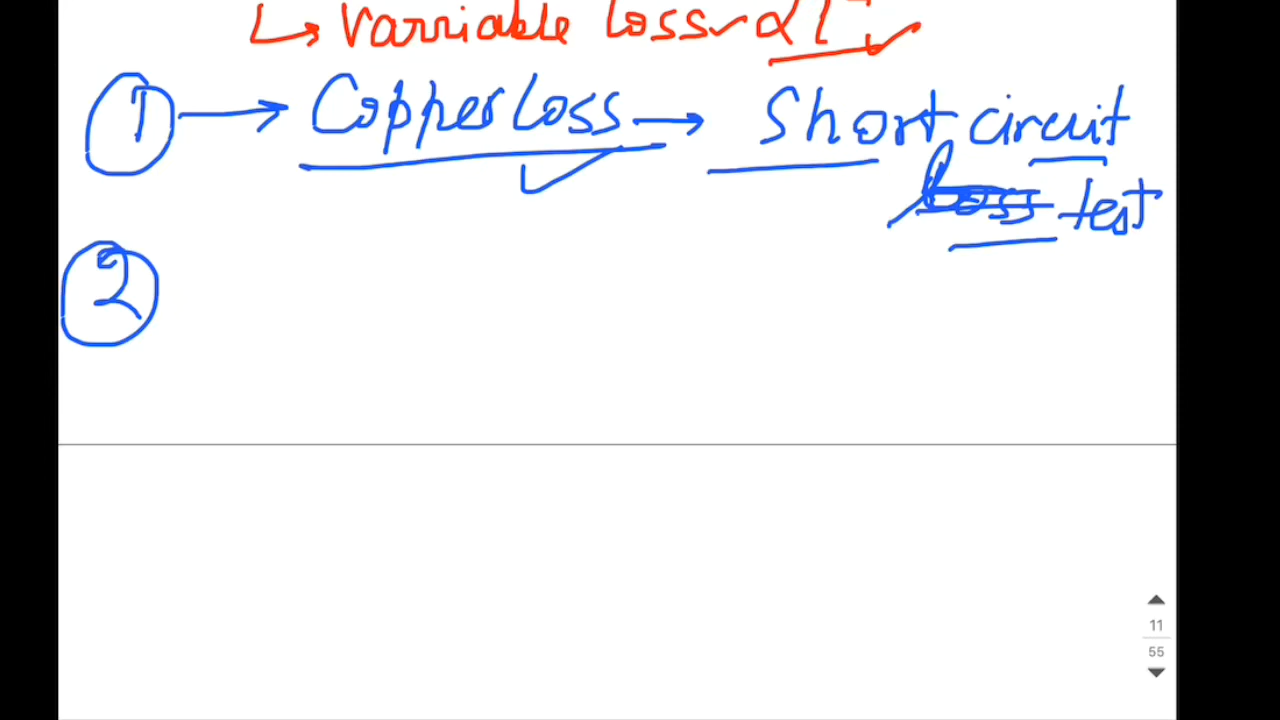 ↳ Varriable loss ∝ I²
① → Copper loss → Short circuit
loss test
②
11
55